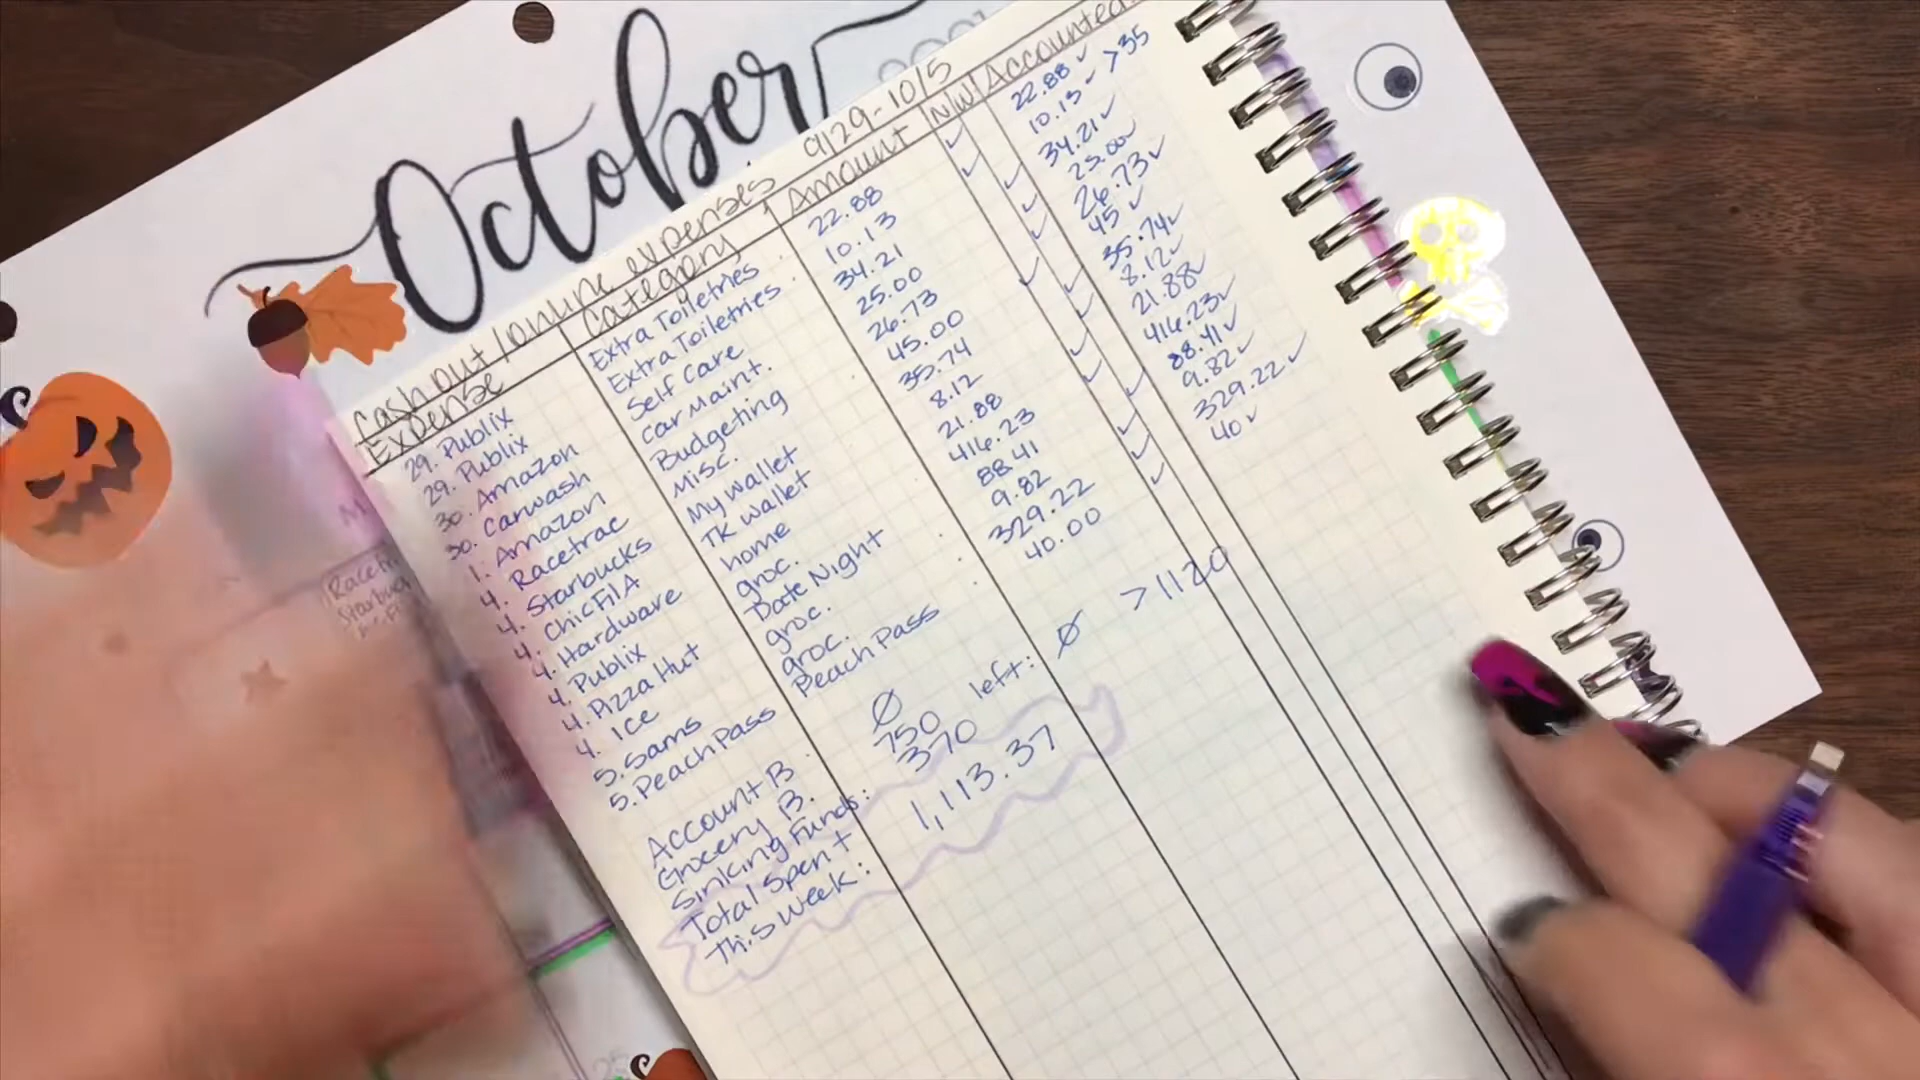 October
Cash out / online expenses 9/29-10/5
Expense Category Amount N W Accounted
29. Publix Extra Toiletries 22.88 ✓ 22.88 ✓ >35
29. Publix Extra Toiletries 10.13 ✓ 10.13 ✓
30. Amazon Self Care 34.21 ✓ 34.21 ✓
30. Carwash Car Maint. 25.00 ✓ 25.00 ✓
1. Amazon Budgeting 26.73 ✓ 26.73 ✓
4. Racetrac Misc. 45.00 ✓ 45 ✓
4. Starbucks My Wallet 35.74 ✓ 35.74 ✓
4. ChicFilA TK Wallet 8.12 ✓ 8.12 ✓
4. Hardware home 21.88 ✓ 21.88 ✓
4. Publix groc. 416.23 ✓ 416.23 ✓
4. Pizza Hut Date Night 88.41 ✓ 88.41 ✓
4. Ice groc. 9.82 ✓ 9.82 ✓
5. Sams groc. 329.22 ✓ 329.22 ✓
5. Peach Pass Peach Pass 40.00 ✓ 40 ✓
Account B Ø left: Ø >1120
Grocery B. 750
Sinking Funds: 370
Total Spent 1,113.37
This Week:
Racetr
Starbuc
25